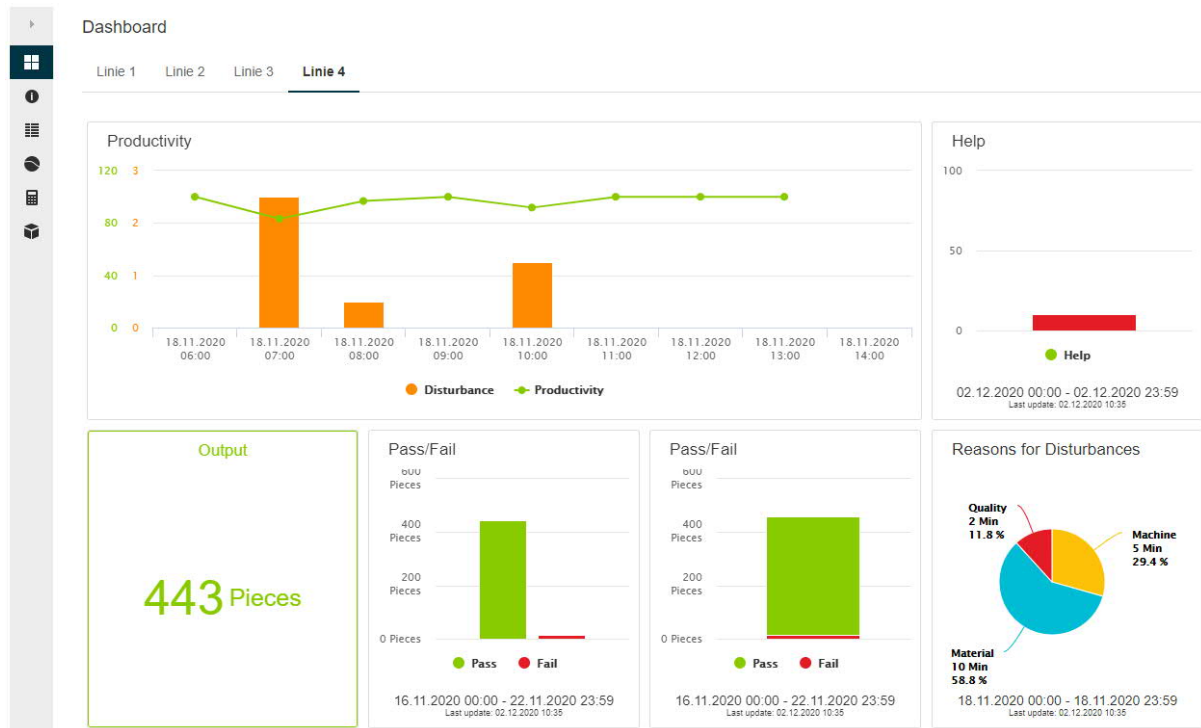 Dashboard
Linie 1 Linie 2 Linie 3 Linie 4
Productivity
120 3
80 2
40 1
0 0
18.11.2020 18.11.2020 18.11.2020 18.11.2020 18.11.2020 18.11.2020 18.11.2020 18.11.2020 18.11.2020
06:00 07:00 08:00 09:00 10:00 11:00 12:00 13:00 14:00
Disturbance Productivity
Help
100
50
0
Help
02.12.2020 00:00 - 02.12.2020 23:59
Last update: 02.12.2020 10:35
Output
443 Pieces
Pass/Fail
600
Pieces
400
Pieces
200
Pieces
0 Pieces
Pass Fail
16.11.2020 00:00 - 22.11.2020 23:59
Last update: 02.12.2020 10:35
Pass/Fail
600
Pieces
400
Pieces
200
Pieces
0 Pieces
Pass Fail
16.11.2020 00:00 - 22.11.2020 23:59
Last update: 02.12.2020 10:35
Reasons for Disturbances
Quality
2 Min
11.8 %
Machine
5 Min
29.4 %
Material
10 Min
58.8 %
18.11.2020 00:00 - 18.11.2020 23:59
Last update: 02.12.2020 10:35